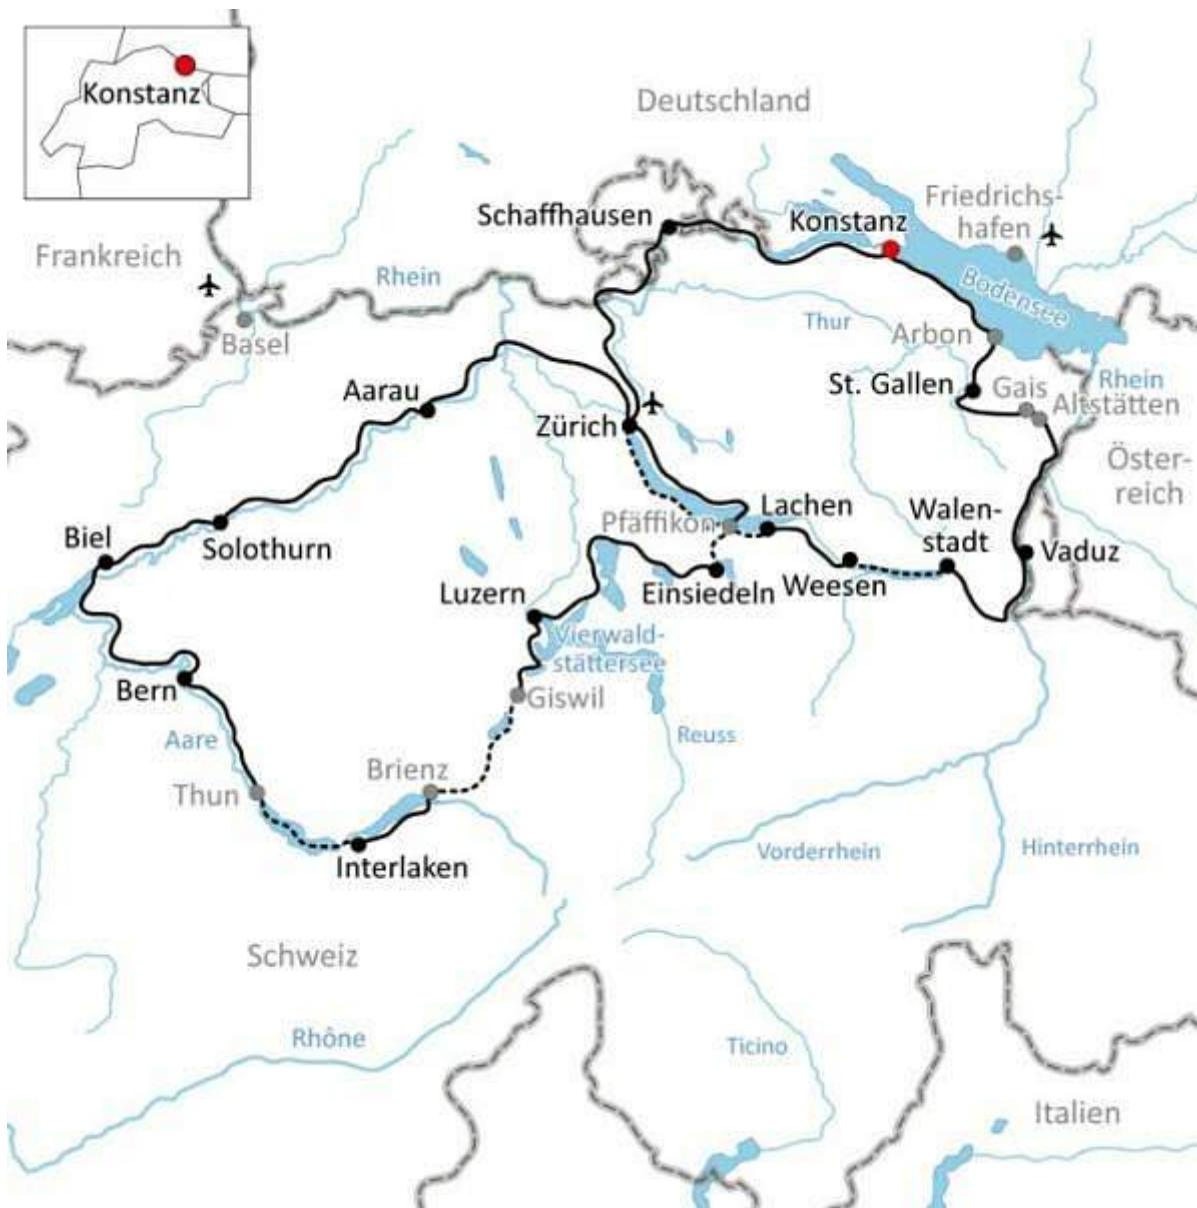 Konstanz
Deutschland
Schaffhausen
Konstanz
Friedrichs-
hafen
Frankreich
Rhein
Bodensee
Basel
Thur
Arbon
Aarau
St. Gallen
Gais
Rhein
Altstätten
Zürich
Öster-
reich
Biel
Solothurn
Pfäffikon
Lachen
Walen-
stadt
Vaduz
Luzern
Einsiedeln
Weesen
Vierwald-
stättersee
Bern
Giswil
Aare
Reuss
Thun
Brienz
Interlaken
Vorderrhein
Hinterrhein
Schweiz
Rhône
Ticino
Italien